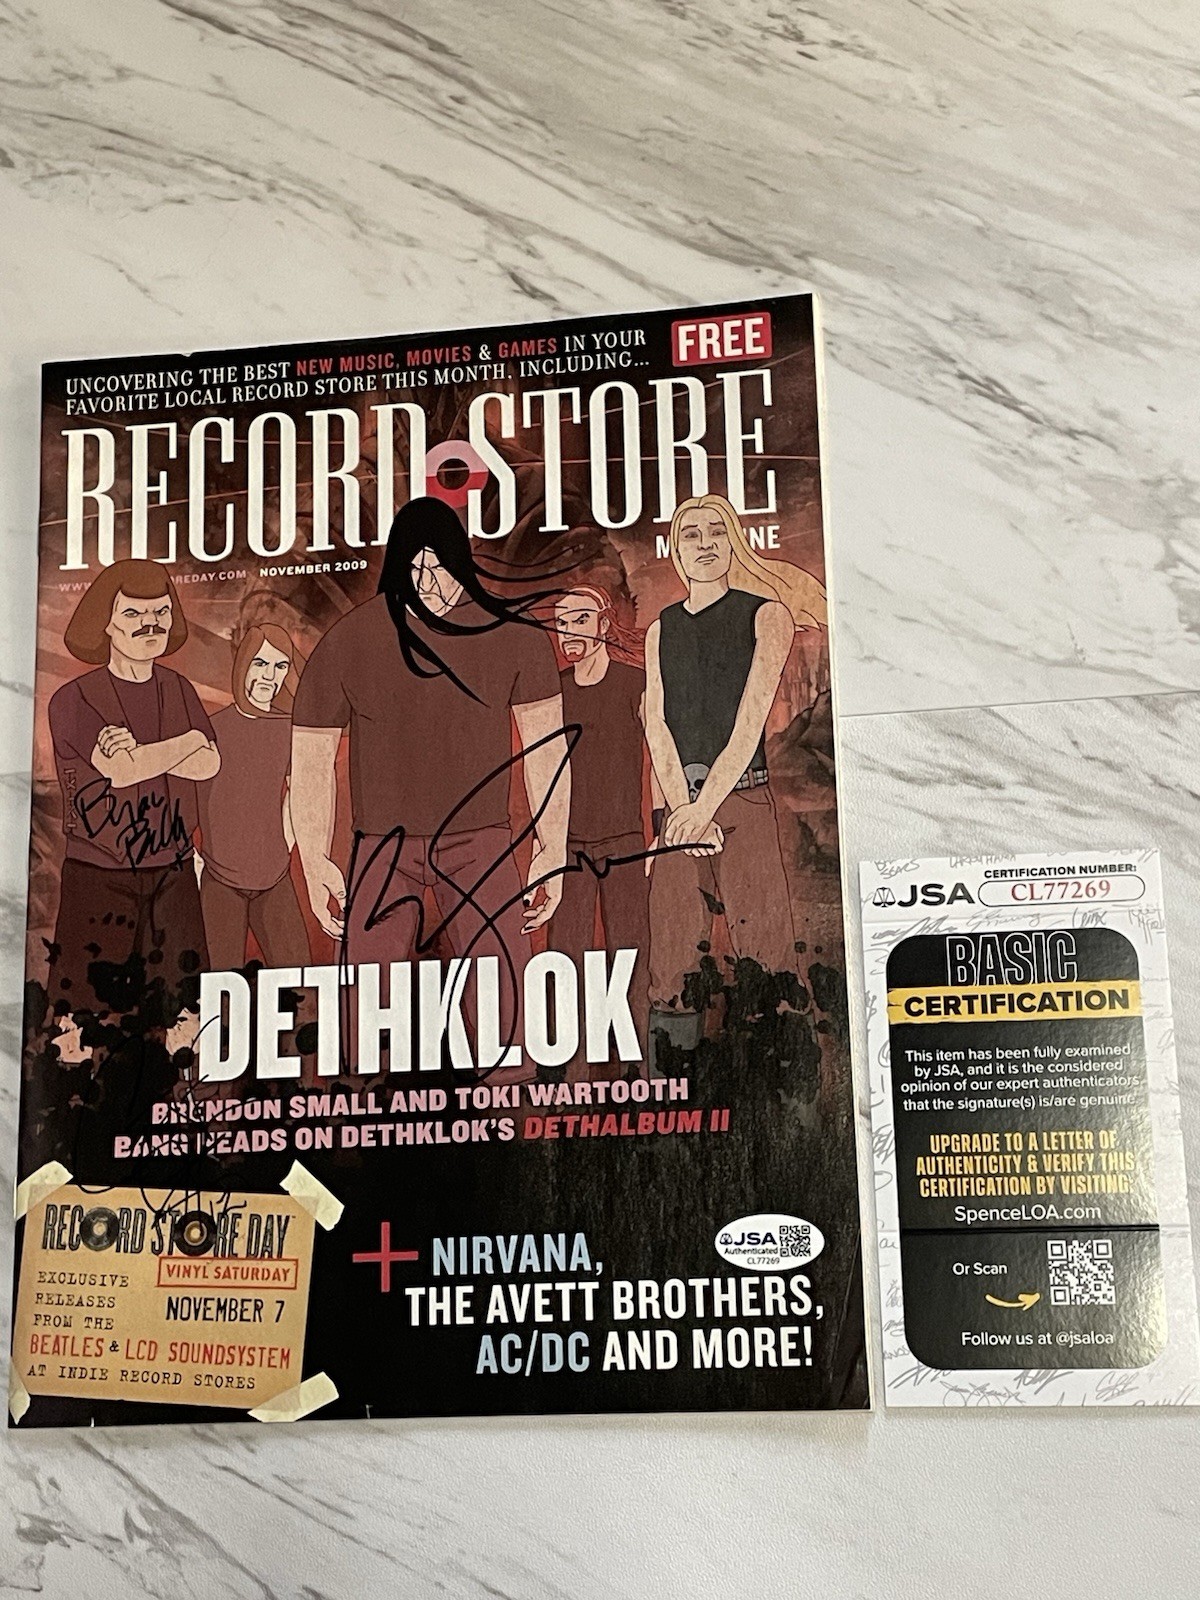 UNCOVERING THE BEST NEW MUSIC, MOVIES & GAMES IN YOUR
FAVORITE LOCAL RECORD STORE THIS MONTH, INCLUDING...
FREE
RECORD STORE
NOVEMBER 2009
DETHKLOK
BRENDON SMALL AND TOKI WARTOOTH
BANG HEADS ON DETHKLOK'S DETHALBUM II
RECORD STORE DAY
VINYL SATURDAY
EXCLUSIVE
RELEASES
FROM THE
NOVEMBER 7
BEATLES & LCD SOUNDSYSTEM
AT INDIE RECORD STORES
+ NIRVANA,
THE AVETT BROTHERS,
AC/DC AND MORE!
JSA
Authenticated
CL77269
JSA
CERTIFICATION NUMBER:
CL77269
BASIC
CERTIFICATION
This item has been fully examined
by JSA, and it is the considered
opinion of our expert authenticators
that the signature(s) is/are genuine.
UPGRADE TO A LETTER OF
AUTHENTICITY & VERIFY THIS
CERTIFICATION BY VISITING:
SpenceLOA.com
Or Scan
Follow us at @jsaloa